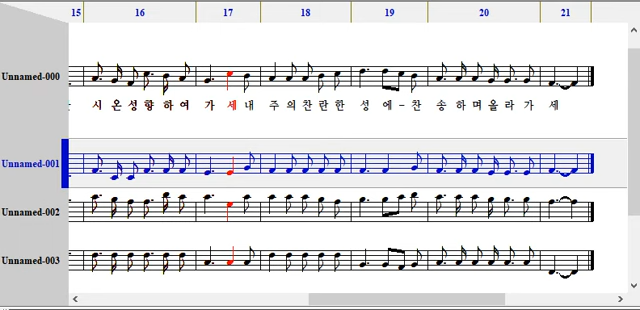 15 16 17 18 19 20 21
Unnamed-000
시 온 성 향 하 여 가 세 내 주 의 찬 란 한 성 에 - 찬 송 하 며 올 라 가 세
Unnamed-001
Unnamed-002
Unnamed-003